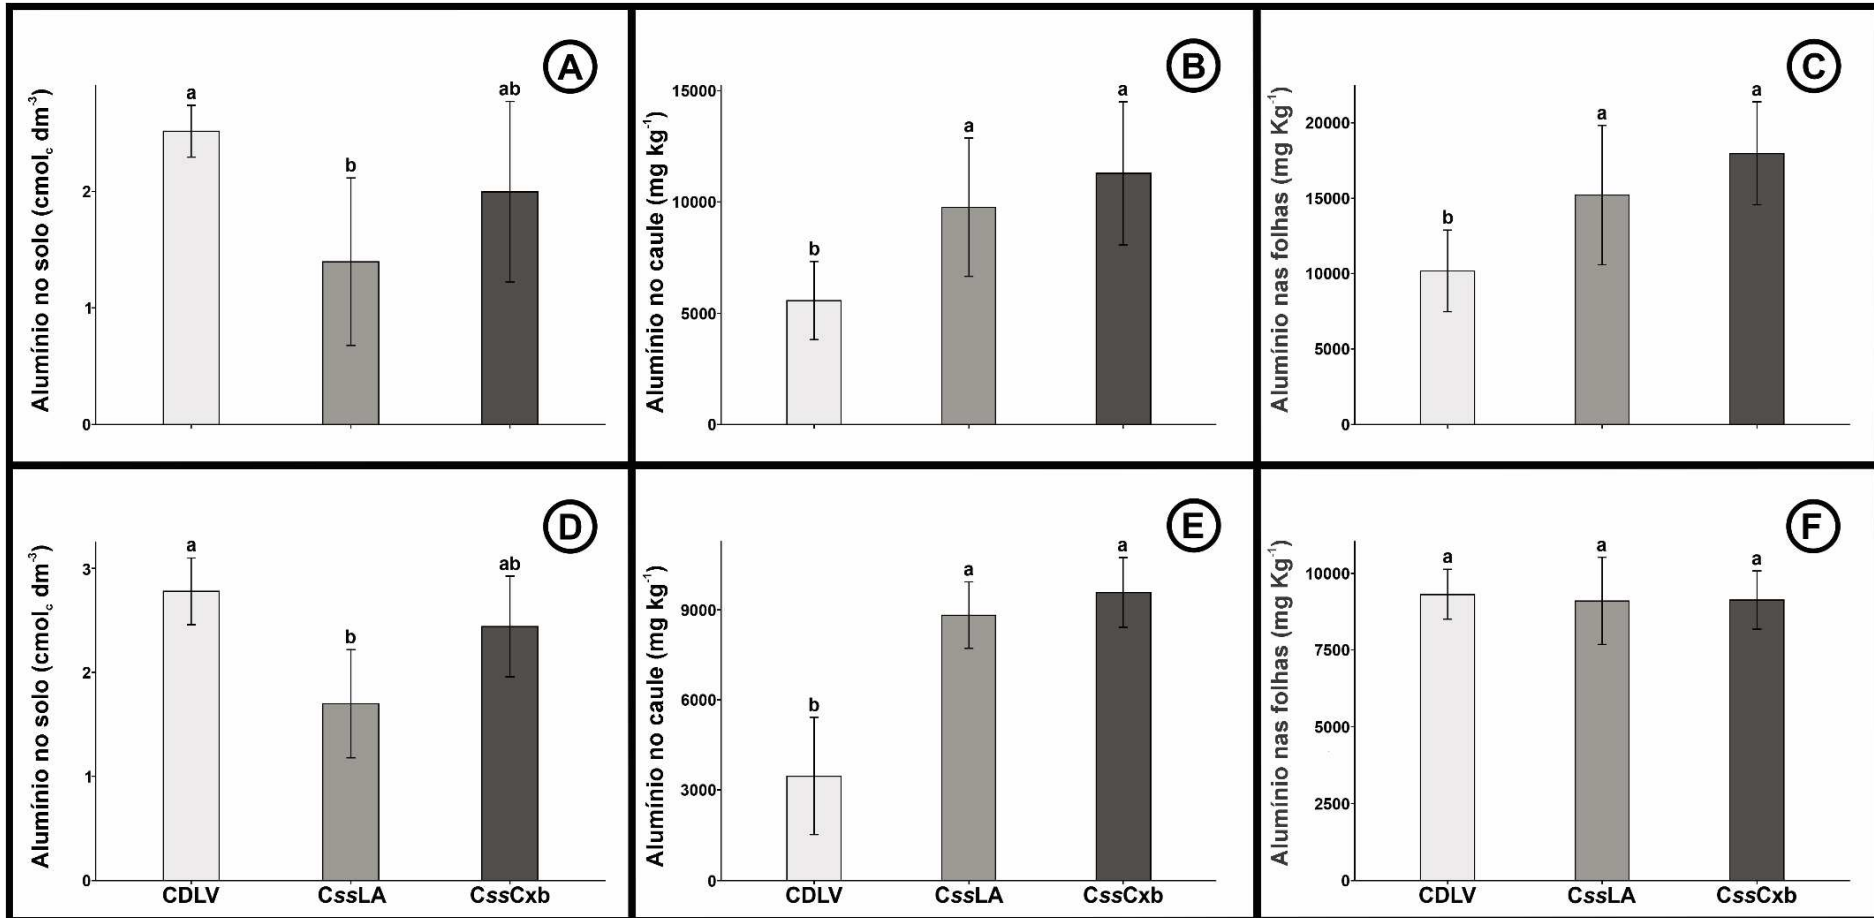 A
Alumínio no solo (cmolc dm-3)
2
1
0
a
b
ab
B
Alumínio no caule (mg kg-1)
15000
10000
5000
0
b
a
a
C
Alumínio nas folhas (mg Kg-1)
20000
15000
10000
5000
0
b
a
a
D
Alumínio no solo (cmolc dm-3)
3
2
1
0
a
b
ab
CDLV CssLA CssCxb
E
Alumínio no caule (mg kg-1)
9000
6000
3000
0
b
a
a
CDLV CssLA CssCxb
F
Alumínio nas folhas (mg Kg-1)
10000
7500
5000
2500
0
a
a
a
CDLV CssLA CssCxb